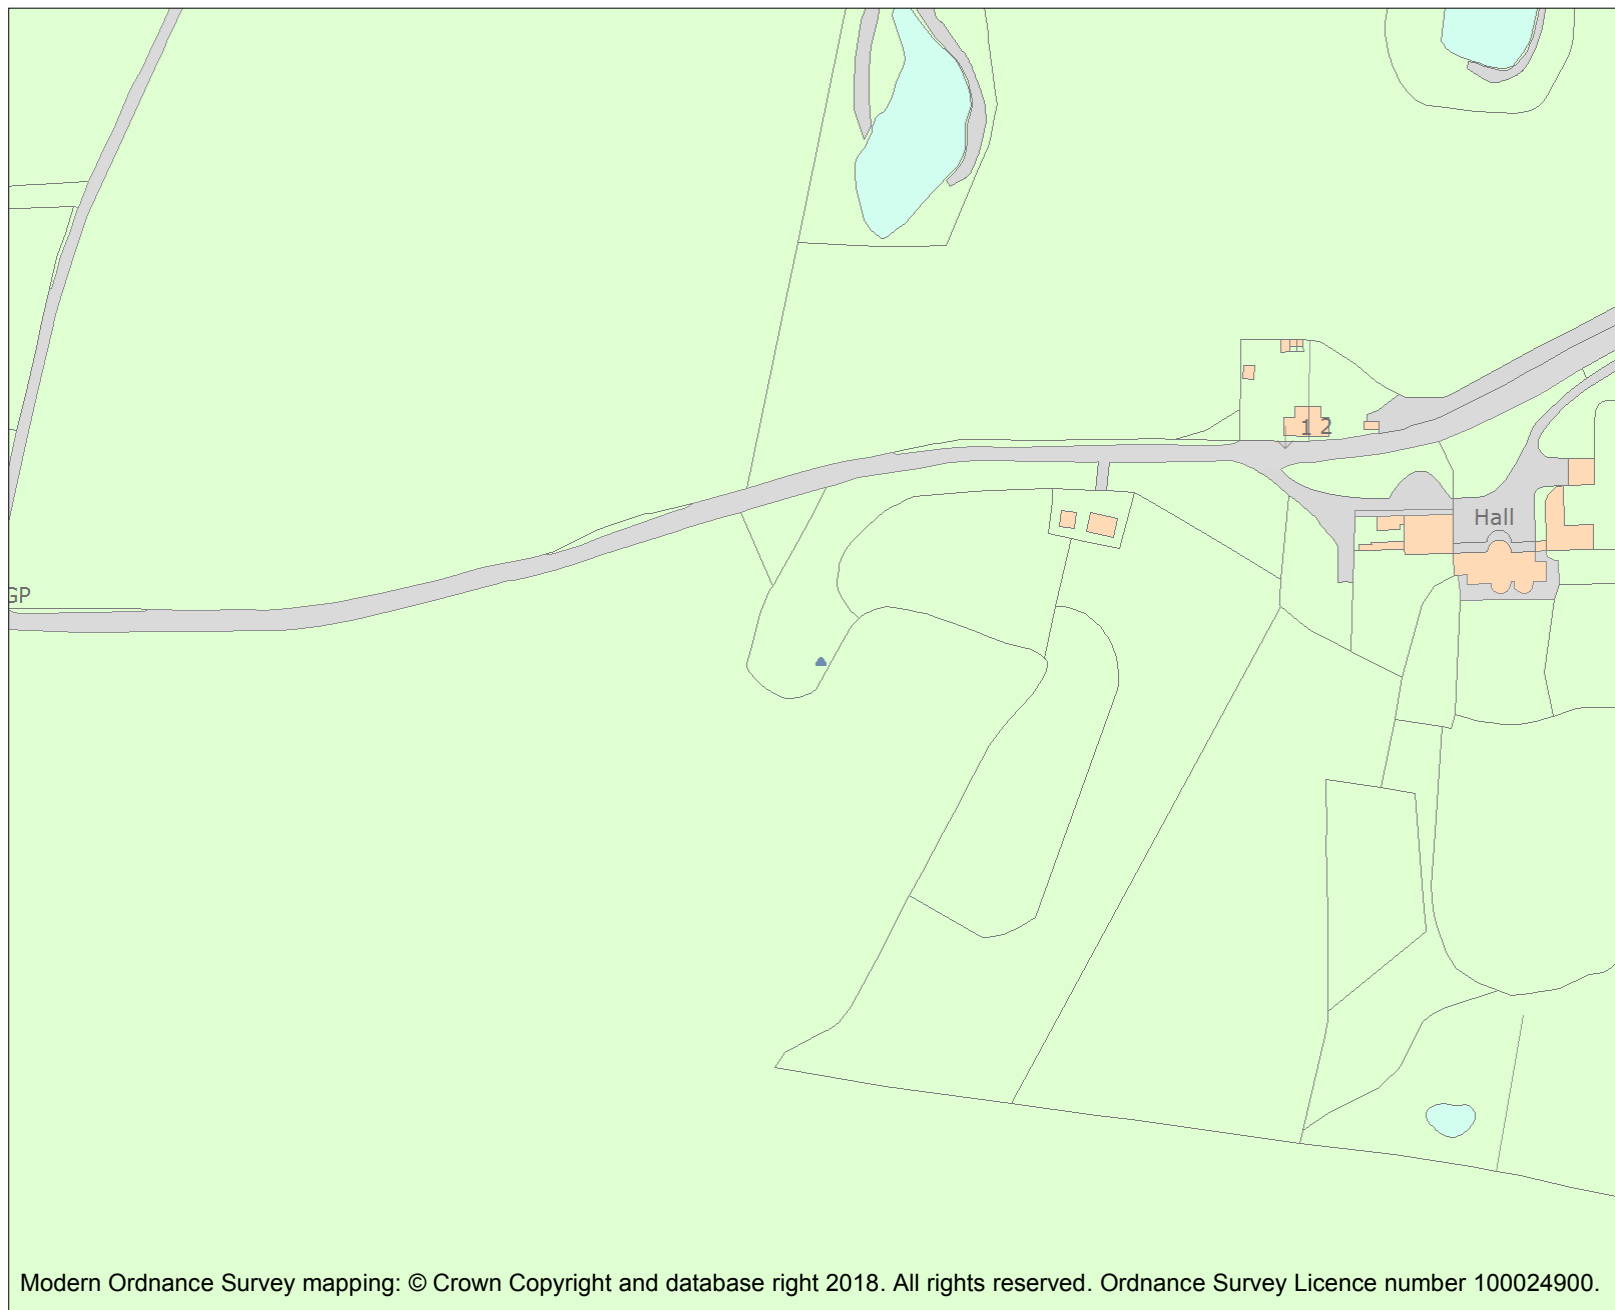 1 2
Hall
GP
Modern Ordnance Survey mapping: © Crown Copyright and database right 2018. All rights reserved. Ordnance Survey Licence number 100024900.